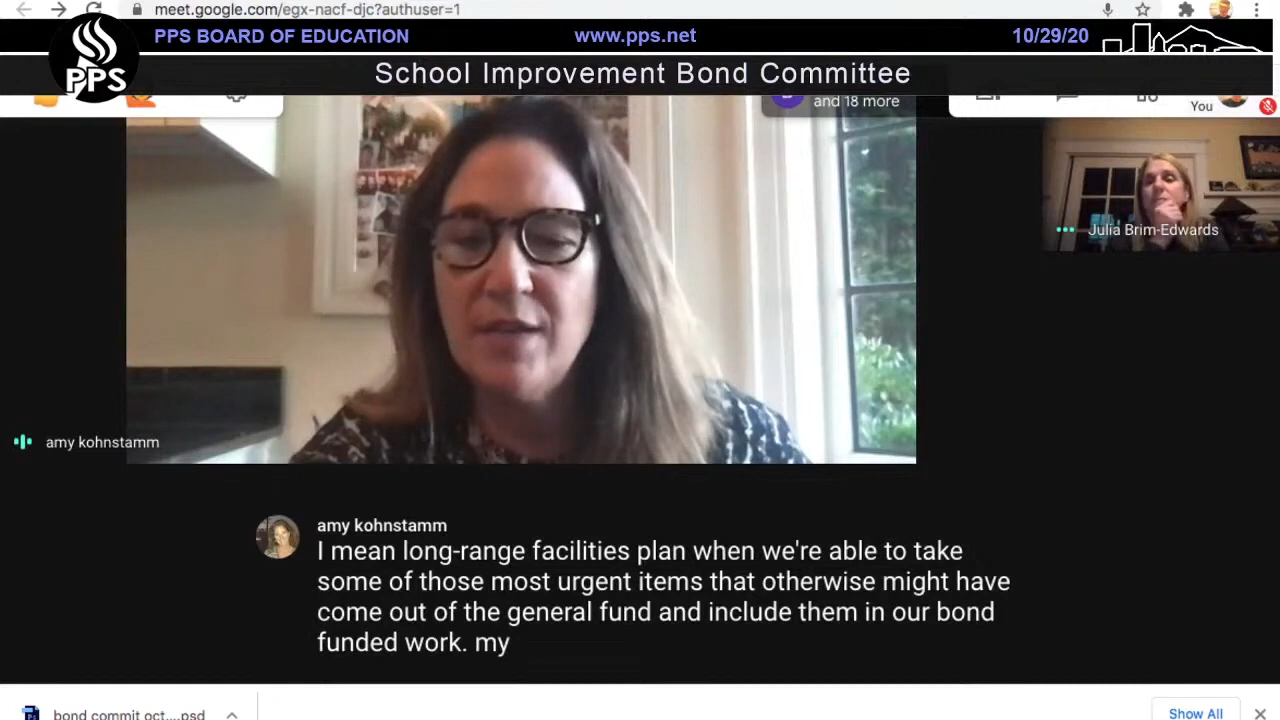 meet.google.com/egx-nacf-djc?authuser=1
PPS BOARD OF EDUCATION
www.pps.net
10/29/20
PPS
School Improvement Bond Committee
and 18 more
You
Julia Brim-Edwards
amy kohnstamm
amy kohnstamm
I mean long-range facilities plan when we're able to take
some of those most urgent items that otherwise might have
come out of the general fund and include them in our bond
funded work. my
bond commit oct....psd
Show All